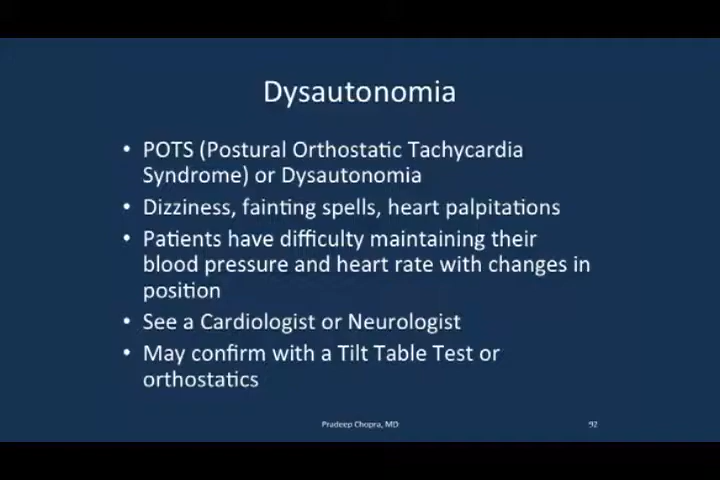 Dysautonomia
• POTS (Postural Orthostatic Tachycardia
Syndrome) or Dysautonomia
• Dizziness, fainting spells, heart palpitations
• Patients have difficulty maintaining their
blood pressure and heart rate with changes in
position
• See a Cardiologist or Neurologist
• May confirm with a Tilt Table Test or
orthostatics
Pradeep Chopra, MD
92